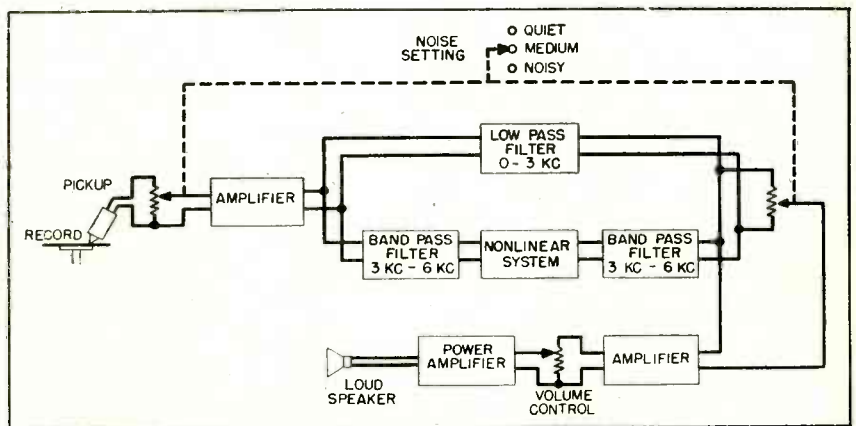 NOISE
SETTING
QUIET
MEDIUM
NOISY
LOW PASS
FILTER
0-3 KC
PICKUP
AMPLIFIER
RECORD
BAND PASS
FILTER
3 KC-6 KC
NONLINEAR
SYSTEM
BAND PASS
FILTER
3 KC-6 KC
POWER
AMPLIFIER
AMPLIFIER
LOUD
SPEAKER
VOLUME
CONTROL